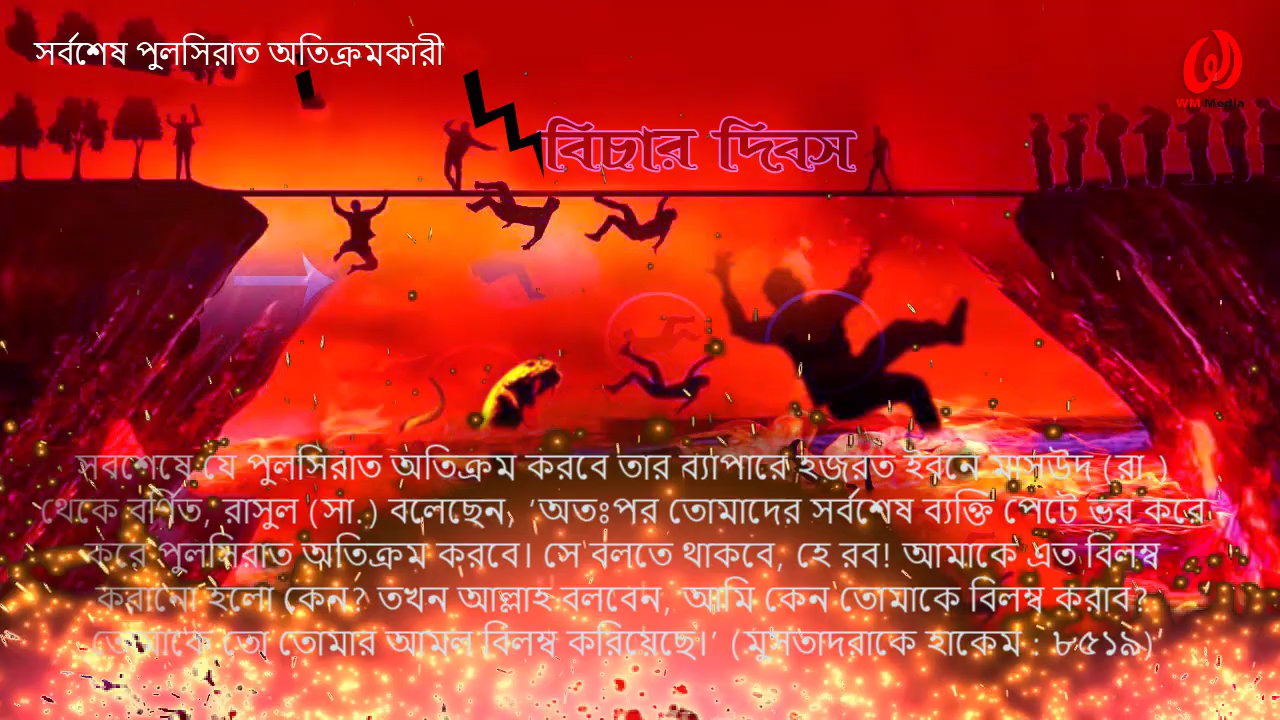 সর্বশেষ পুলসিরাত অতিক্রমকারী
WM Media
বিচার দিবস
সর্বশেষে যে পুলসিরাত অতিক্রম করবে তার ব্যাপারে হজরত ইবনে মাসউদ (রা.)
থেকে বর্ণিত, রাসুল (সা.) বলেছেন, ‘অতঃপর তোমাদের সর্বশেষ ব্যক্তি পেটে ভর করে
করে পুলসিরাত অতিক্রম করবে। সে বলতে থাকবে, হে রব! আমাকে এত বিলম্ব
করানো হলো কেন? তখন আল্লাহ বলবেন, আমি কেন তোমাকে বিলম্ব করাব?
তোমাকে তো তোমার আমল বিলম্ব করিয়েছে।’ (মুসতাদরাকে হাকেম : ৮৫১৯)’